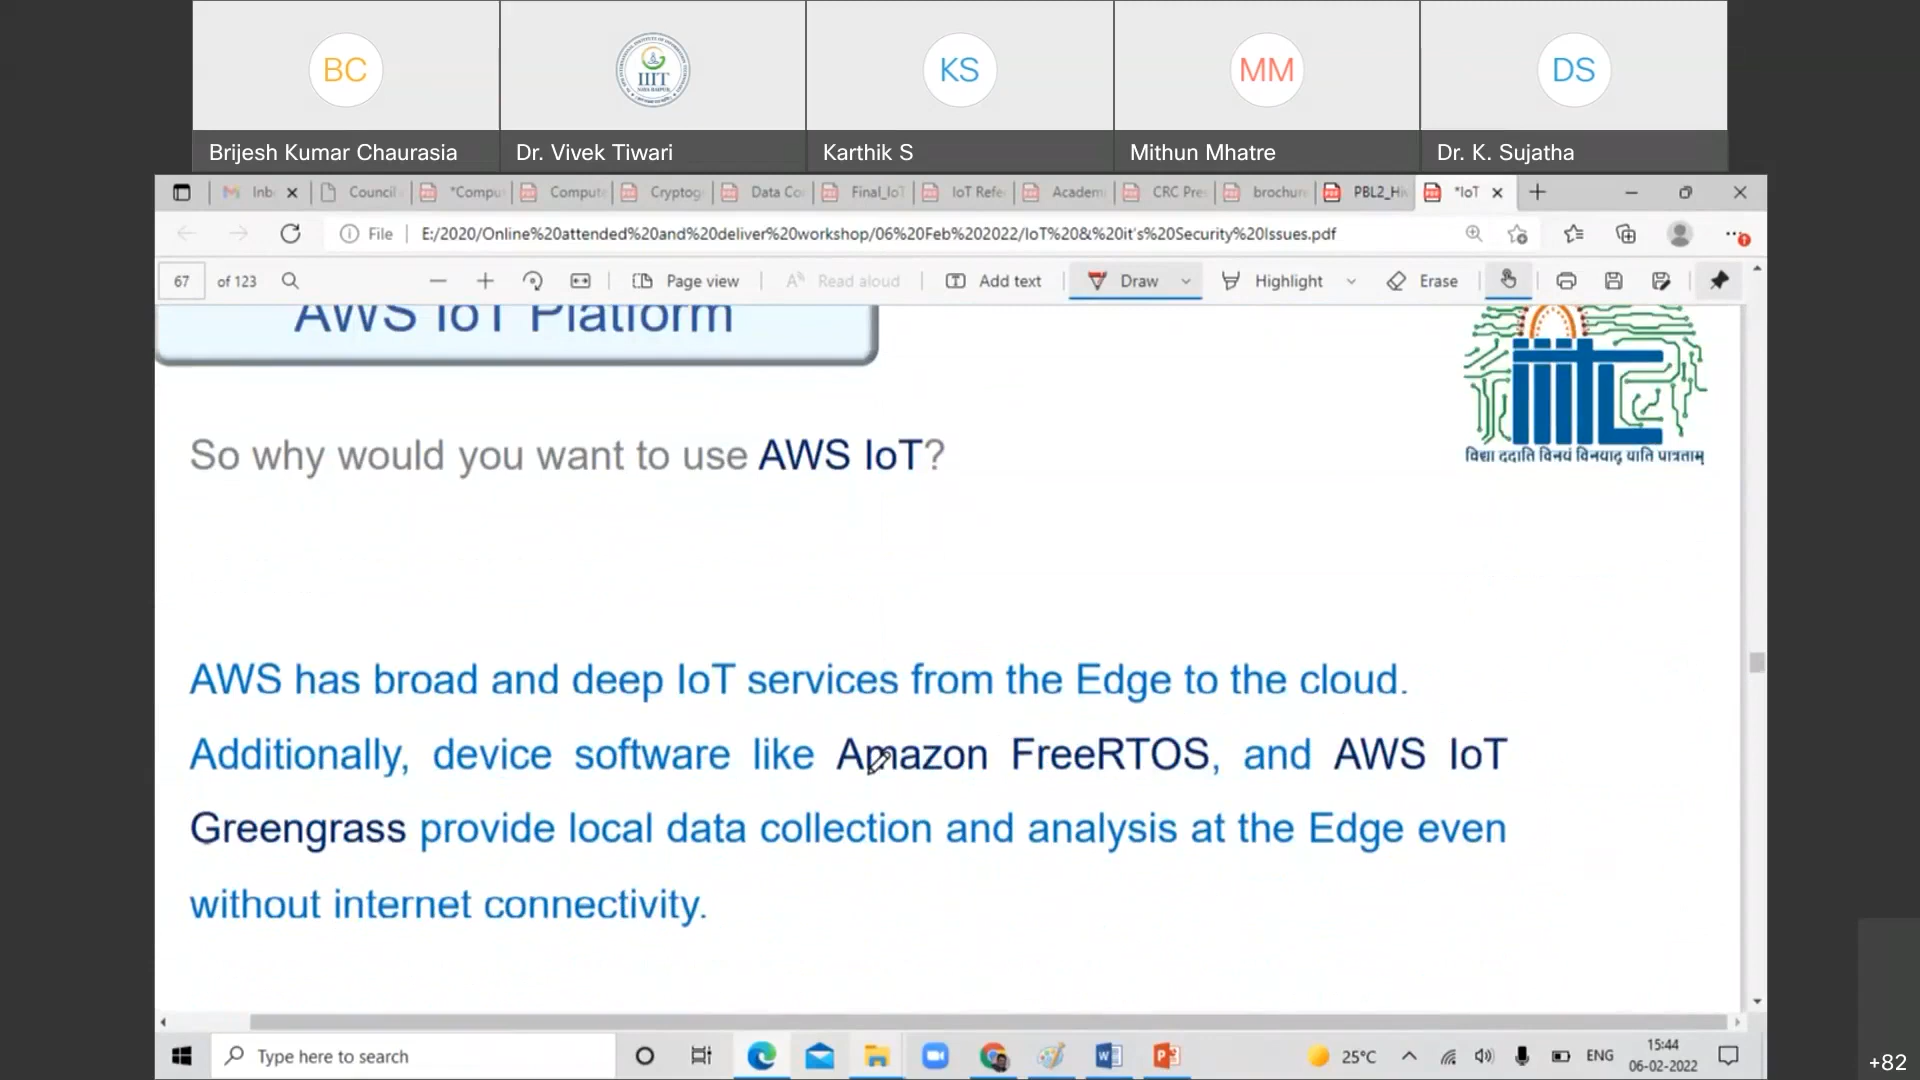 BC
IIIT
KS
MM
DS
Brijesh Kumar Chaurasia
Dr. Vivek Tiwari
Karthik S
Mithun Mhatre
Dr. K. Sujatha
Inb
Council
*Compu
Compute
Cryptog
Data Co
Final_IoT
IoT Refe
Academi
CRC Pres
brochure
PBL2_Hi
*IoT
File
E:/2020/Online%20attended%20and%20deliver%20workshop/06%20Feb%202022/IoT%20&%20it's%20Security%20Issues.pdf
67
of 123
Page view
Read aloud
Add text
Draw
Highlight
Erase
AWS IoT Platform
विद्या ददाति विनयं विनयाद् याति पात्रताम्
So why would you want to use AWS IoT?
AWS has broad and deep IoT services from the Edge to the cloud.
Additionally, device software like Amazon FreeRTOS, and AWS IoT
Greengrass provide local data collection and analysis at the Edge even
without internet connectivity.
Type here to search
25°C
ENG
15:44
06-02-2022
+82